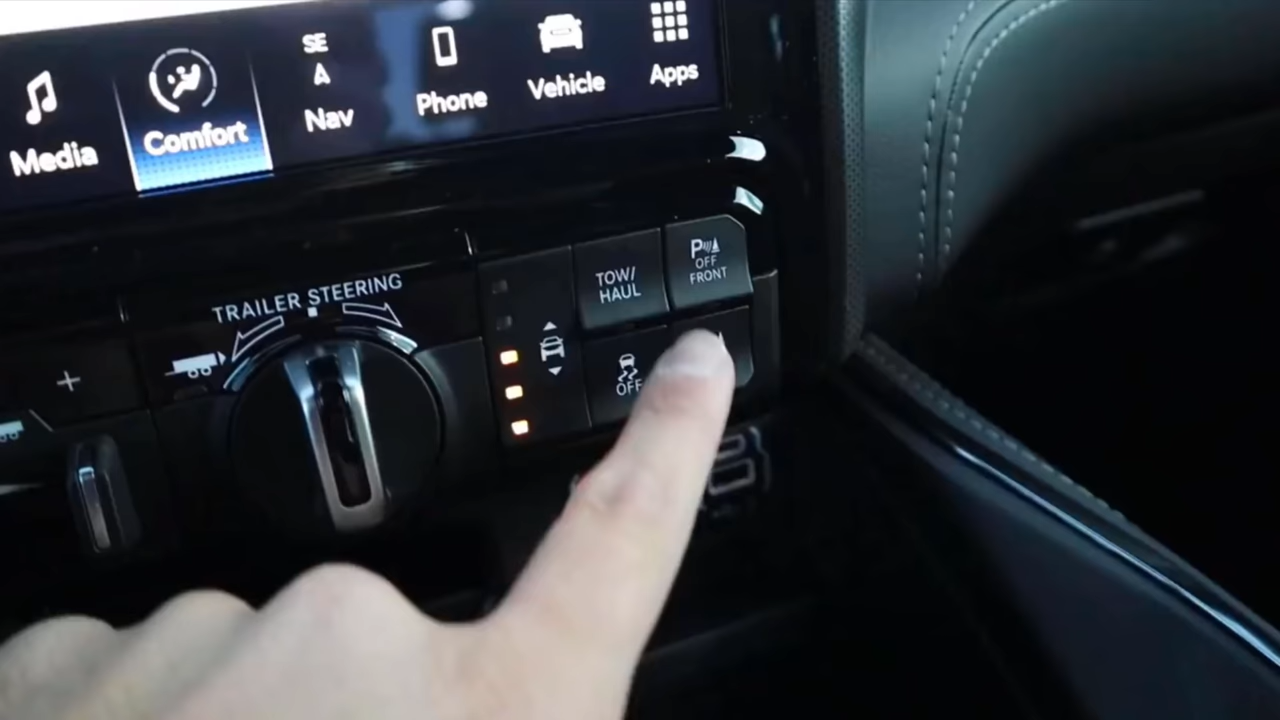 Media
Comfort
SE
A
Nav
Phone
Vehicle
Apps
TRAILER STEERING
TOW/
HAUL
P
OFF
FRONT
OFF
+